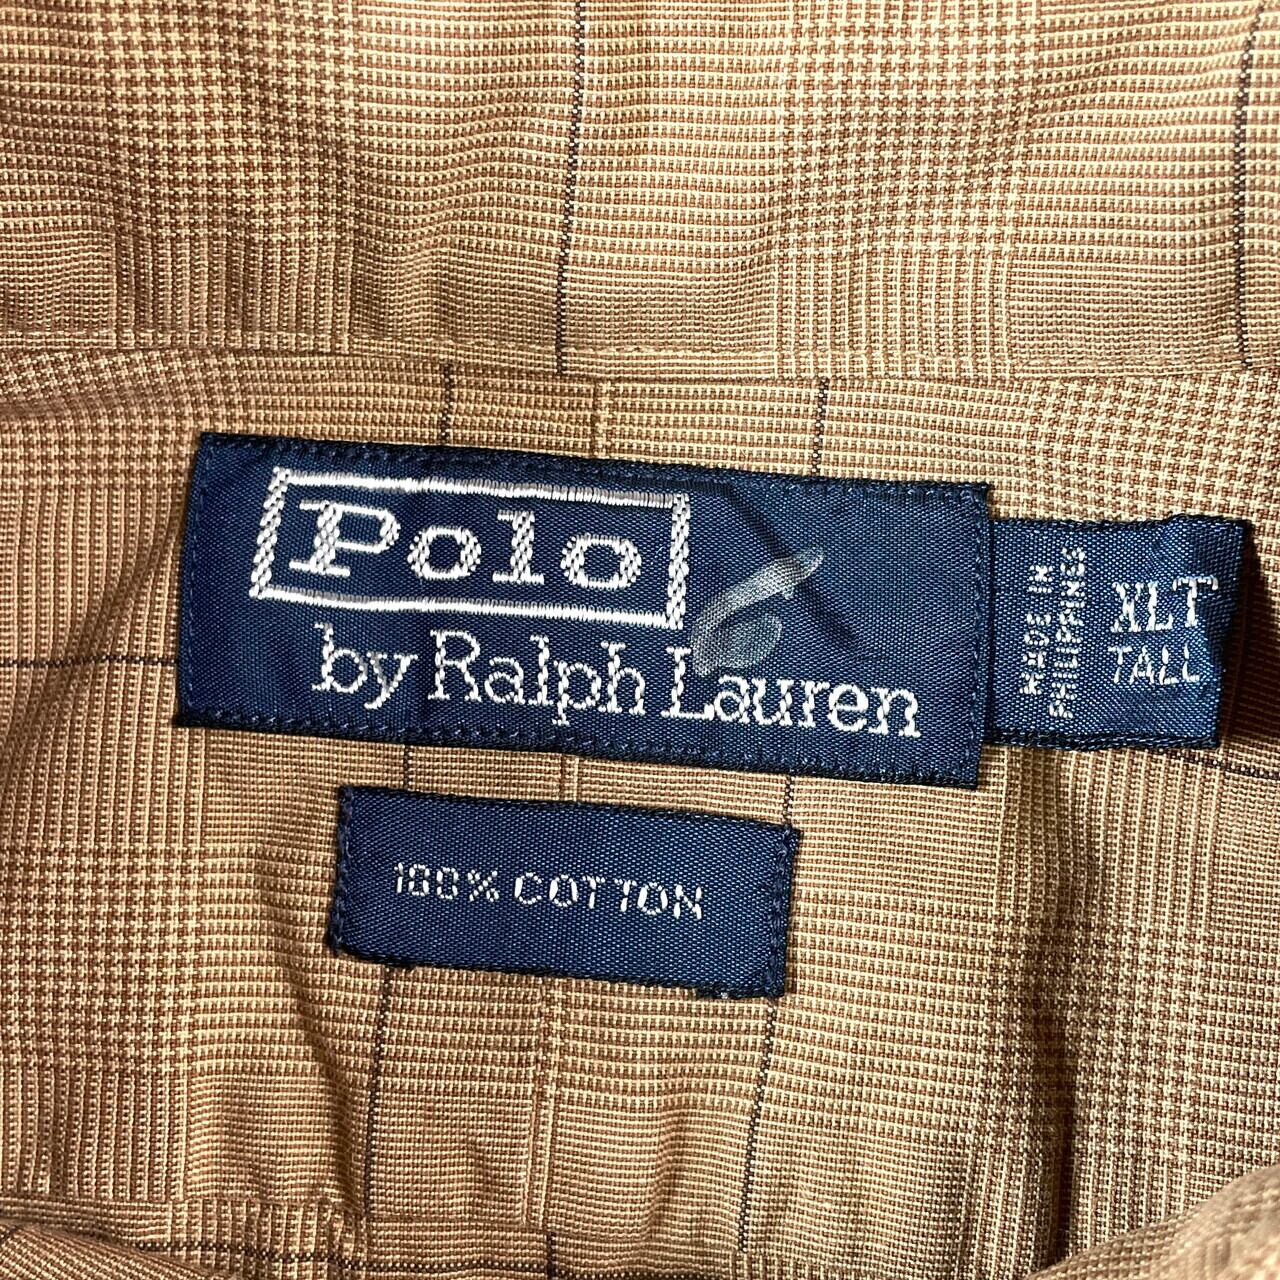 Polo
by Ralph Lauren
MADE IN
PHILIPPINES
XLT
TALL
100% COTTON